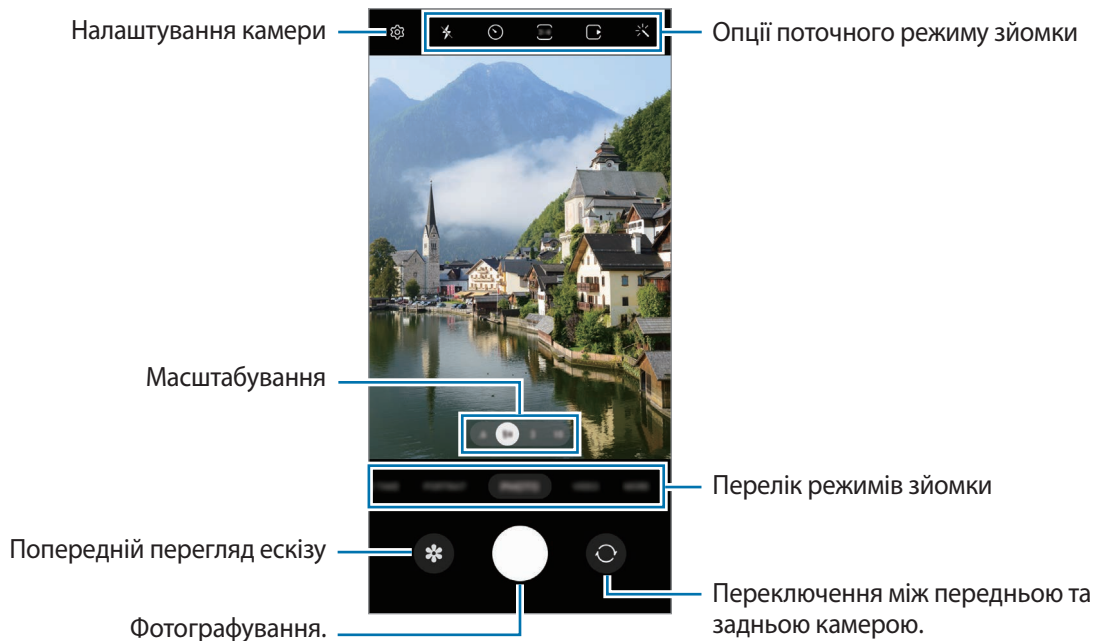 Налаштування камери
Опції поточного режиму зйомки
Масштабування
Перелік режимів зйомки
Попередній перегляд ескізу
Переключення між передньою та
задньою камерою.
Фотографування.